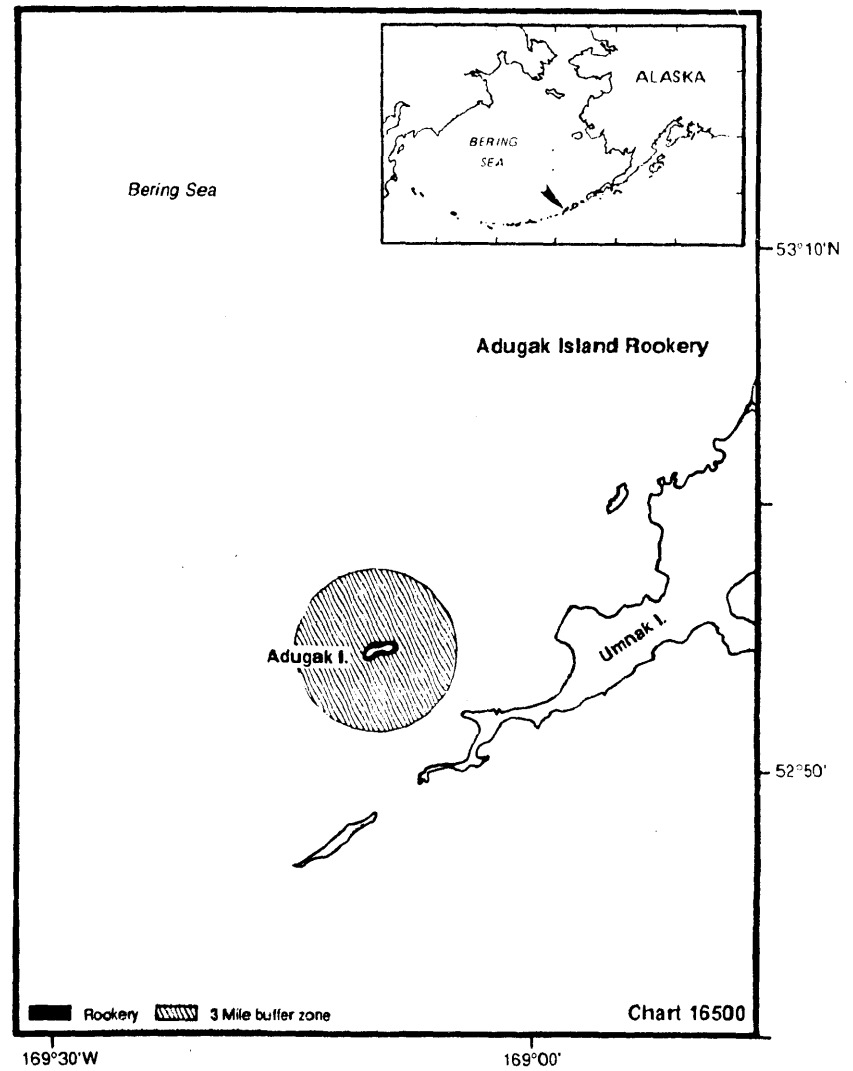 ALASKA
BERING
SEA
Bering Sea
53°10'N
Adugak Island Rookery
Umnak I.
Adugak I.
52°50'
Rookery
3 Mile buffer zone
Chart 16500
169°30'W
169°00'